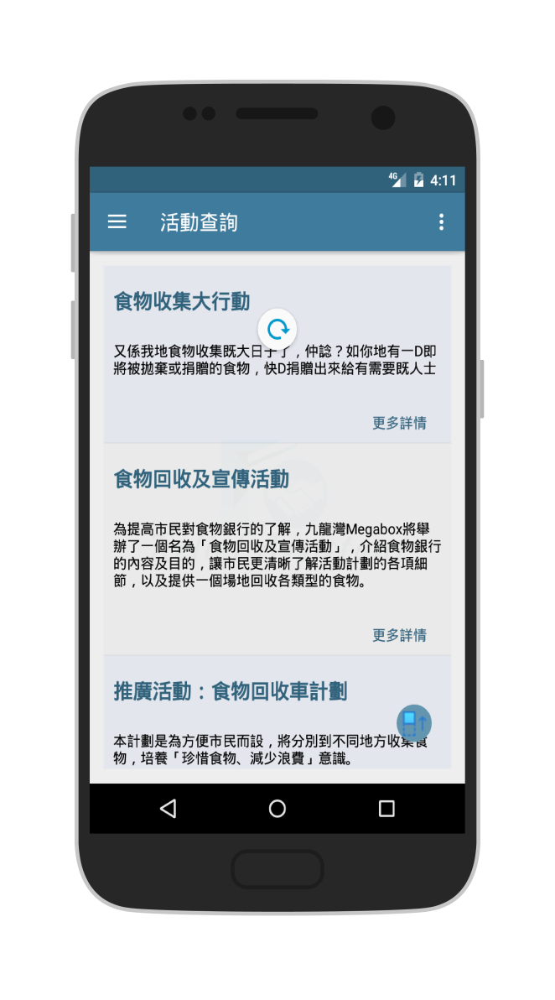 4G 4:11
活動查詢
食物收集大行動
又係我地食物收集既大日子了，仲諗？如你地有一D即
將被拋棄或捐贈的食物，快D捐贈出來給有需要既人士
更多詳情
食物回收及宣傳活動
為提高市民對食物銀行的了解，九龍灣Megabox將舉
辦了一個名為「食物回收及宣傳活動」，介紹食物銀行
的內容及目的，讓市民更清晰了解活動計劃的各項細
節，以及提供一個場地回收各類型的食物。
更多詳情
推廣活動：食物回收車計劃
本計劃是為方便市民而設，將分別到不同地方收集食
物，培養「珍惜食物、減少浪費」意識。